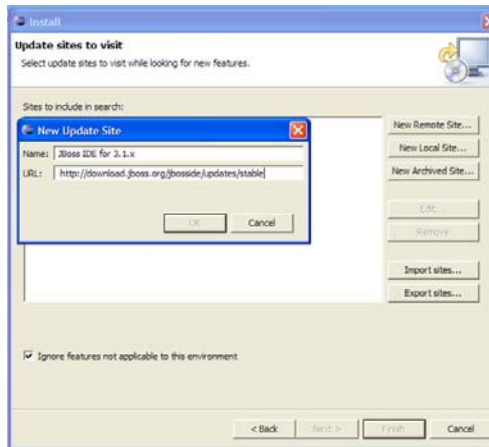 Install
Update sites to visit
Select update sites to visit while looking for new features.
Sites to include in search:
New Update Site
Name: JBoss IDE for 3.1.x
URL: http://download.jboss.org/jbosside/updates/stable
OK Cancel
New Remote Site...
New Local Site...
New Archived Site...
Edit...
Remove
Import sites...
Export sites...
Ignore features not applicable to this environment
< Back Next > Finish Cancel